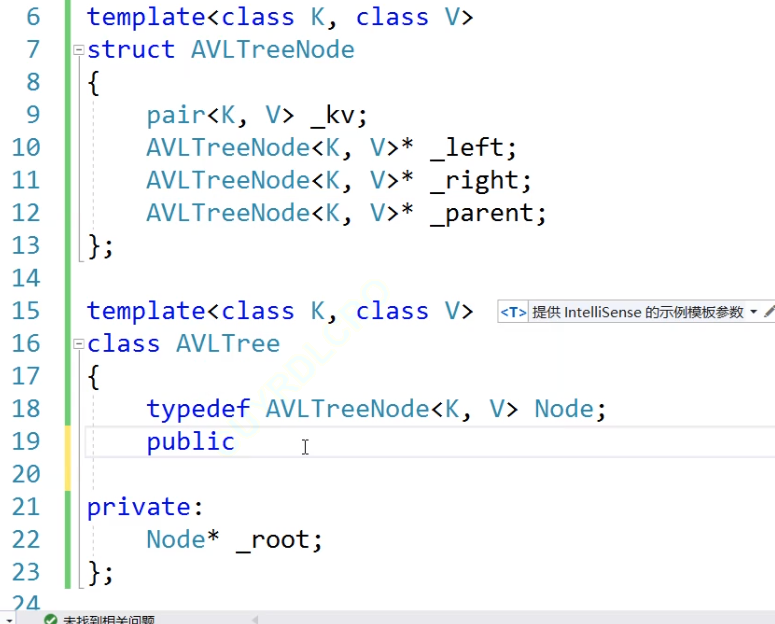 6 template<class K, class V>
7 struct AVLTreeNode
8 {
9 pair<K, V> _kv;
10 AVLTreeNode<K, V>* _left;
11 AVLTreeNode<K, V>* _right;
12 AVLTreeNode<K, V>* _parent;
13 };
14
15 template<class K, class V> <T> 提供 IntelliSense 的示例模板参数
16 class AVLTree
17 {
18 typedef AVLTreeNode<K, V> Node;
19 public
20
21 private:
22 Node* _root;
23 };
24
未找到相关问题